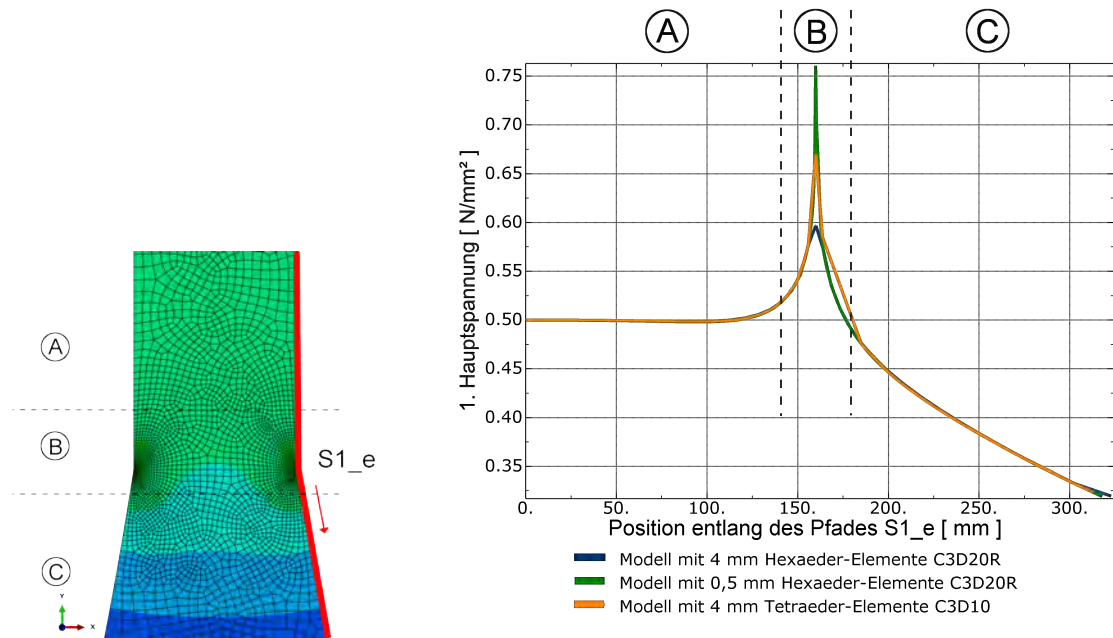 A
B
C
S1_e
Y
X
A
B
C
1. Hauptspannung [ N/mm² ]
0.75
0.70
0.65
0.60
0.55
0.50
0.45
0.40
0.35
0.
50.
100.
150.
200.
250.
300.
Position entlang des Pfades S1_e [ mm ]
Modell mit 4 mm Hexaeder-Elemente C3D20R
Modell mit 0,5 mm Hexaeder-Elemente C3D20R
Modell mit 4 mm Tetraeder-Elemente C3D10